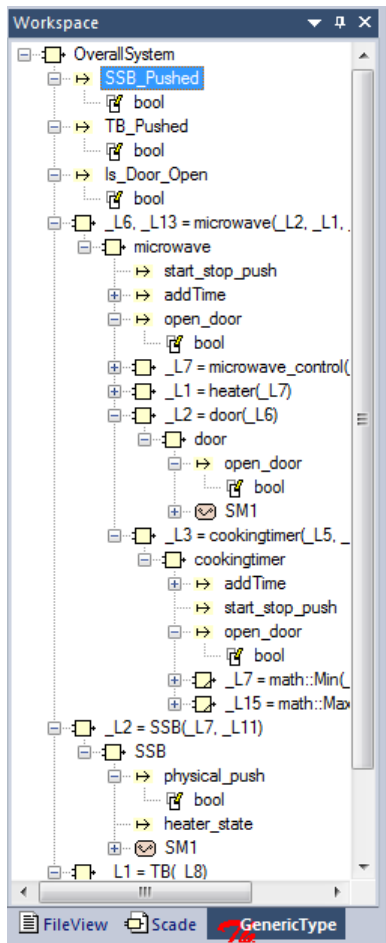 Workspace
OverallSystem
SSB_Pushed
bool
TB_Pushed
bool
Is_Door_Open
bool
_L6, _L13 = microwave(_L2, _L1, _
microwave
start_stop_push
addTime
open_door
bool
_L7 = microwave_control(
_L1 = heater(_L7)
_L2 = door(_L6)
door
open_door
bool
SM1
_L3 = cookingtimer(_L5, _
cookingtimer
addTime
start_stop_push
open_door
bool
_L7 = math::Min(_
_L15 = math::Max
_L2 = SSB(_L7, _L11)
SSB
physical_push
bool
heater_state
SM1
_L1 = TB(_L8)
FileView Scade Tcl GenericType